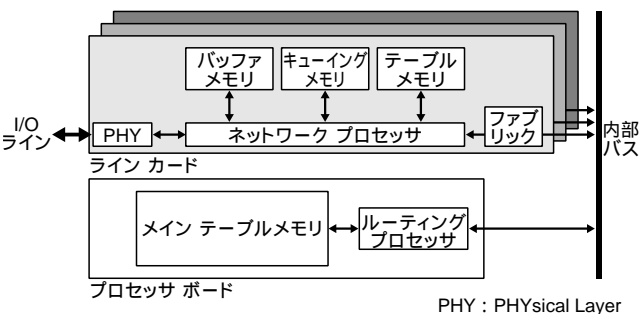 バッファ
メモリ
キューイング
メモリ
テーブル
メモリ
I/O
ライン
PHY
ネットワーク プロセッサ
ファブ
リック
内部
バス
ライン カード
メイン テーブルメモリ
ルーティング
プロセッサ
プロセッサ ボード
PHY : PHYsical Layer